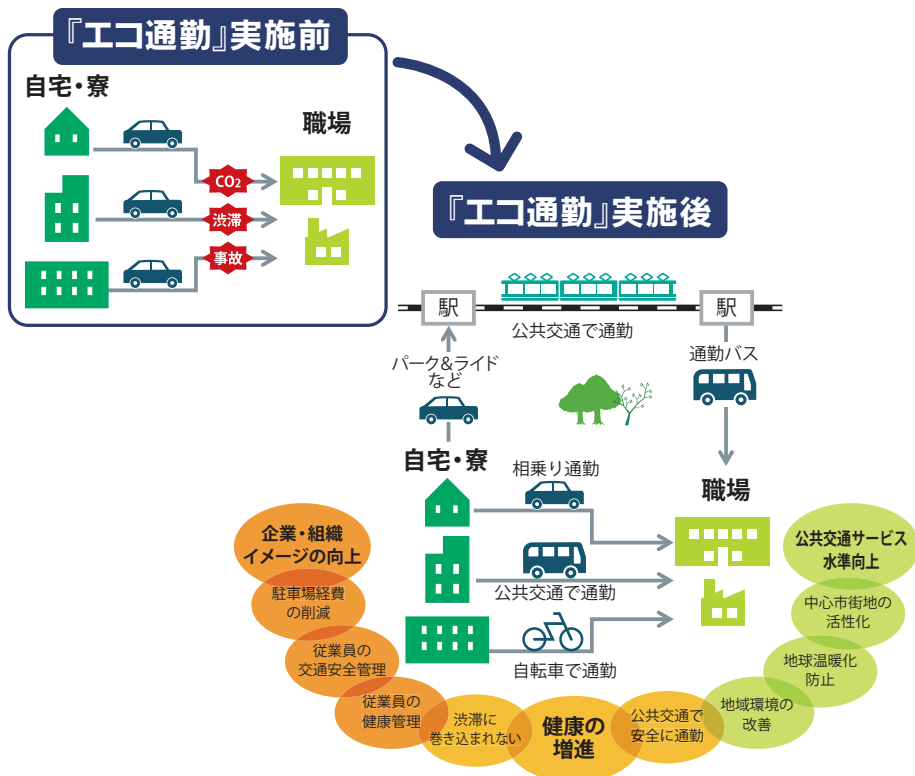 『エコ通勤』実施前
自宅・寮
職場
CO2
渋滞
事故
『エコ通勤』実施後
駅
駅
公共交通で通勤
パーク&ライド
など
通勤バス
自宅・寮
相乗り通勤
職場
公共交通で通勤
自転車で通勤
企業・組織
イメージの向上
駐車場経費
の削減
従業員の
交通安全管理
従業員の
健康管理
渋滞に
巻き込まれない
健康の
増進
公共交通で
安全に通勤
地域環境の
改善
地球温暖化
防止
中心市街地の
活性化
公共交通サービス
水準向上